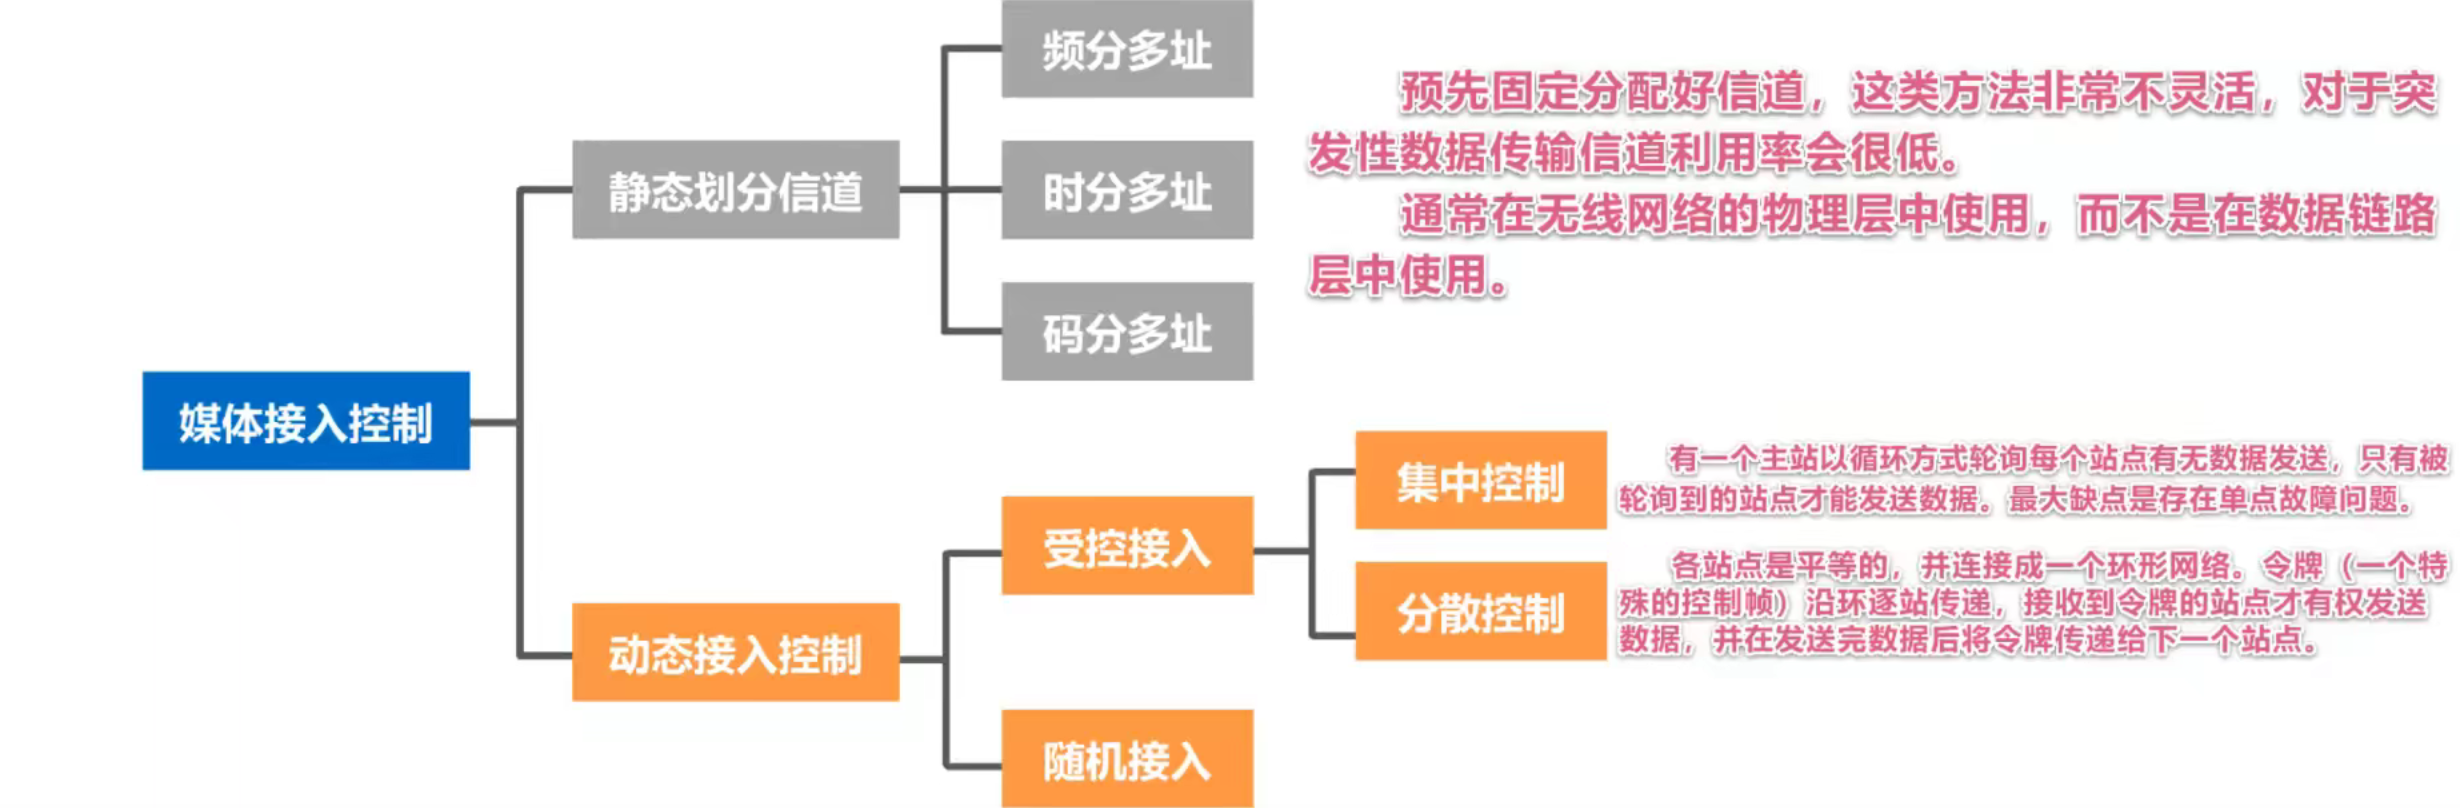 频分多址
预先固定分配好信道，这类方法非常不灵活，对于突
发性数据传输信道利用率会很低。
静态划分信道
时分多址
通常在无线网络的物理层中使用，而不是在数据链路
层中使用。
码分多址
媒体接入控制
集中控制
有一个主站以循环方式轮询每个站点有无数据发送，只有被
轮询到的站点才能发送数据。最大缺点是存在单点故障问题。
受控接入
分散控制
各站点是平等的，并连接成一个环形网络。令牌（一个特
殊的控制帧）沿环逐站传递，接收到令牌的站点才有权发送
数据，并在发送完数据后将令牌传递给下一个站点。
动态接入控制
随机接入